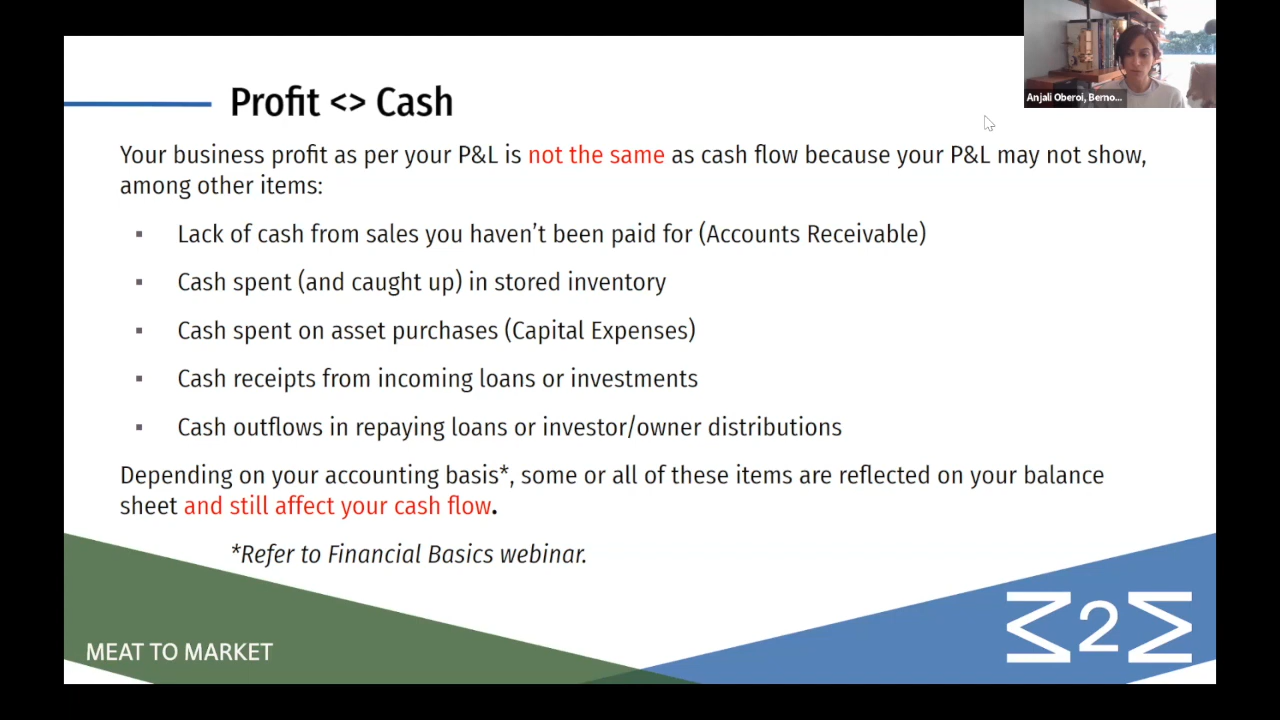 Profit <> Cash
Anjali Oberoi, Berno...
Your business profit as per your P&L is not the same as cash flow because your P&L may not show,
among other items:
▪ Lack of cash from sales you haven’t been paid for (Accounts Receivable)
▪ Cash spent (and caught up) in stored inventory
▪ Cash spent on asset purchases (Capital Expenses)
▪ Cash receipts from incoming loans or investments
▪ Cash outflows in repaying loans or investor/owner distributions
Depending on your accounting basis*, some or all of these items are reflected on your balance
sheet and still affect your cash flow.
*Refer to Financial Basics webinar.
MEAT TO MARKET
M2M